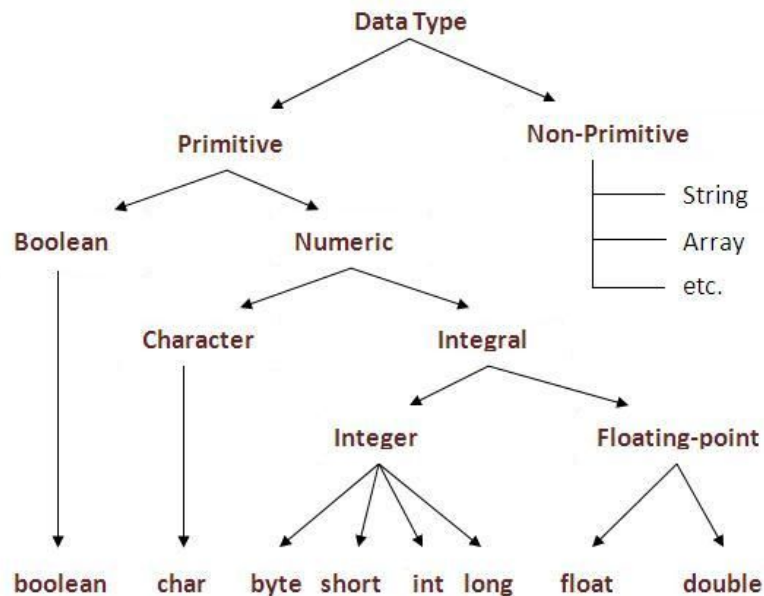 Data Type
Primitive
Non-Primitive
String
Boolean
Numeric
Array
etc.
Character
Integral
Integer
Floating-point
boolean
char
byte
short
int
long
float
double